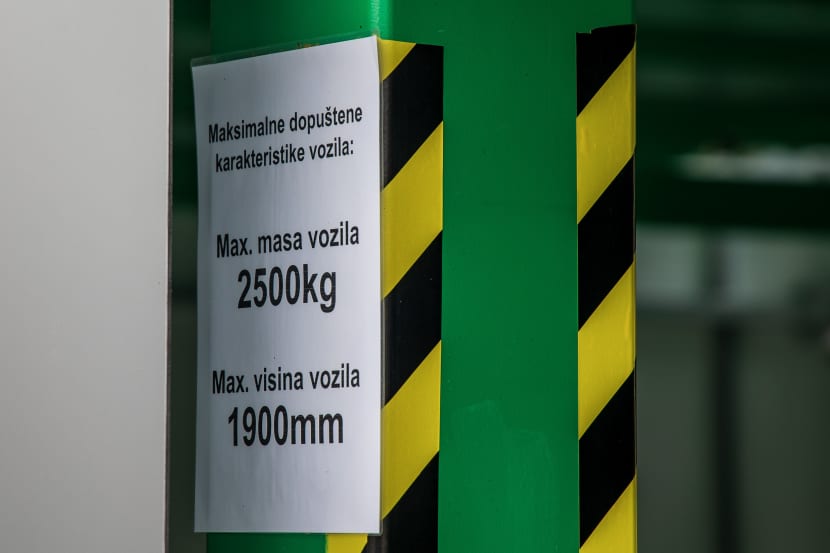 Maksimalne dopuštene
karakteristike vozila:
Max. masa vozila
2500kg
Max. visina vozila
1900mm